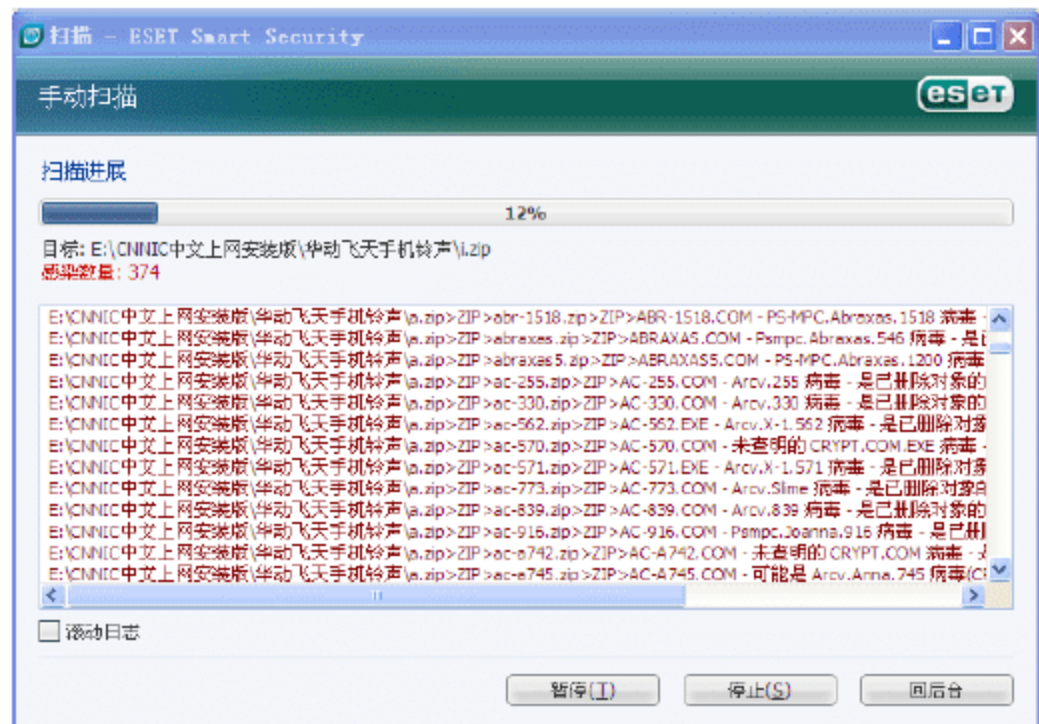 扫描 - ESET Smart Security
手动扫描
eset
扫描进展
12%
目标: E:\CNNIC中文上网安装版\华动飞天手机铃声\i.zip
感染数量: 374
E:\CNNIC中文上网安装版\华动飞天手机铃声\a.zip>ZIP>abr-1518.zip>ZIP>ABR-1518.COM - PS-MPC.Abraxas.1518 病毒 -
E:\CNNIC中文上网安装版\华动飞天手机铃声\a.zip>ZIP>abraxas.zip>ZIP>ABRAXAS.COM - Psmpc.Abraxas.546 病毒 - 是
E:\CNNIC中文上网安装版\华动飞天手机铃声\a.zip>ZIP>abraxas5.zip>ZIP>ABRAXAS5.COM - PS-MPC.Abraxas.1200 病毒
E:\CNNIC中文上网安装版\华动飞天手机铃声\a.zip>ZIP>ac-255.zip>ZIP>AC-255.COM - Arcv.255 病毒 - 是已删除对象的
E:\CNNIC中文上网安装版\华动飞天手机铃声\a.zip>ZIP>ac-330.zip>ZIP>AC-330.COM - Arcv.330 病毒 - 是已删除对象的
E:\CNNIC中文上网安装版\华动飞天手机铃声\a.zip>ZIP>ac-562.zip>ZIP>AC-562.EXE - Arcv.X-1.562 病毒 - 是已删除对象
E:\CNNIC中文上网安装版\华动飞天手机铃声\a.zip>ZIP>ac-570.zip>ZIP>AC-570.COM - 未查明的 CRYPT.COM.EXE 病毒 -
E:\CNNIC中文上网安装版\华动飞天手机铃声\a.zip>ZIP>ac-571.zip>ZIP>AC-571.EXE - Arcv.X-1.571 病毒 - 是已删除对象
E:\CNNIC中文上网安装版\华动飞天手机铃声\a.zip>ZIP>ac-773.zip>ZIP>AC-773.COM - Arcv.Slime 病毒 - 是已删除对象的
E:\CNNIC中文上网安装版\华动飞天手机铃声\a.zip>ZIP>ac-839.zip>ZIP>AC-839.COM - Arcv.839 病毒 - 是已删除对象的
E:\CNNIC中文上网安装版\华动飞天手机铃声\a.zip>ZIP>ac-916.zip>ZIP>AC-916.COM - Psmpc.Joanna.916 病毒 - 是已删
E:\CNNIC中文上网安装版\华动飞天手机铃声\a.zip>ZIP>ac-a742.zip>ZIP>AC-A742.COM - 未查明的 CRYPT.COM 病毒 -
E:\CNNIC中文上网安装版\华动飞天手机铃声\a.zip>ZIP>ac-a745.zip>ZIP>AC-A745.COM - 可能是 Arcv.Anna.745 病毒(
滚动日志
暂停(T)
停止(S)
回后台